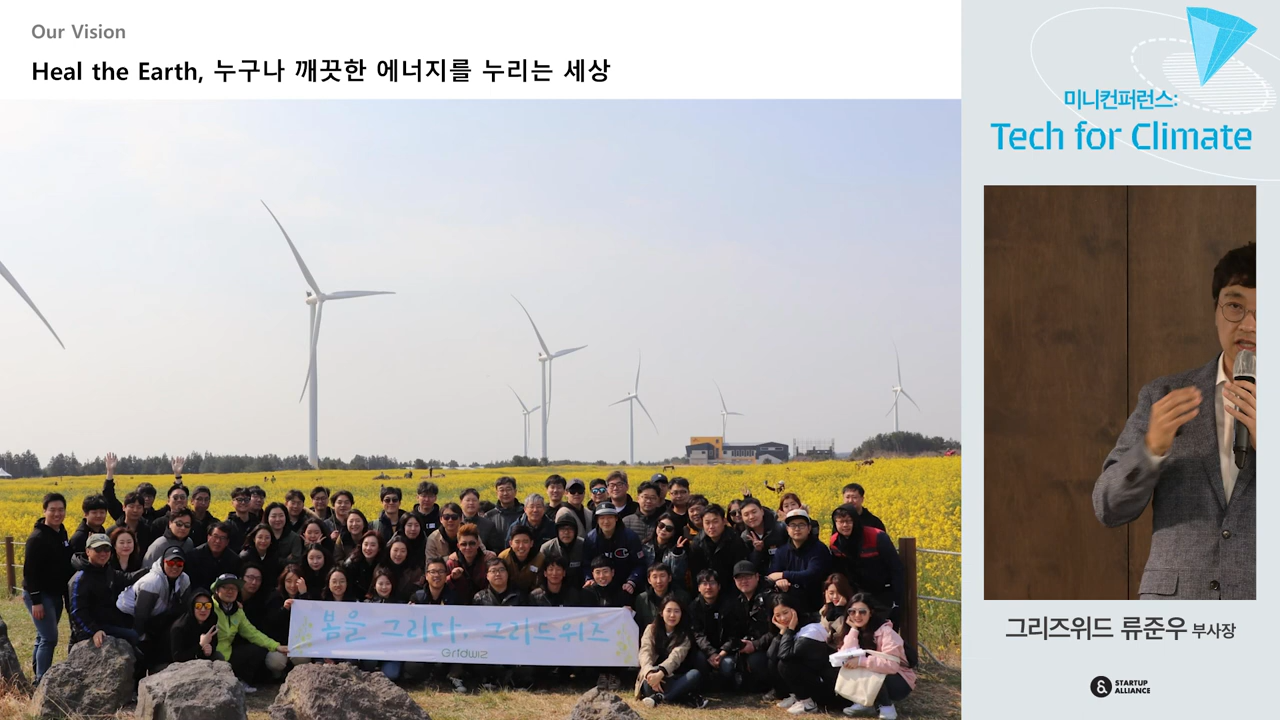 Our Vision
Heal the Earth, 누구나 깨끗한 에너지를 누리는 세상
봄을 그리다, 그리드위즈
Gridwiz
미니컨퍼런스:
Tech for Climate
그리즈위드 류준우 부사장
STARTUP
ALLIANCE